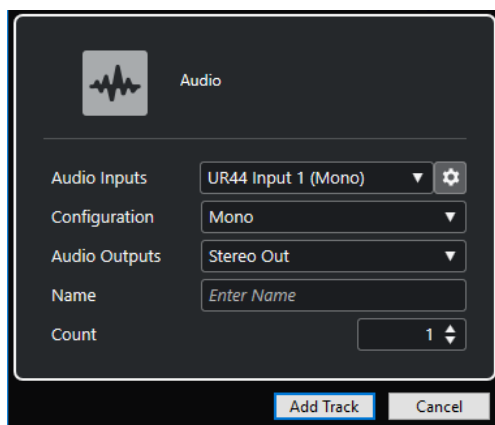 Audio
Audio Inputs UR44 Input 1 (Mono)
Configuration Mono
Audio Outputs Stereo Out
Name Enter Name
Count 1
Add Track Cancel